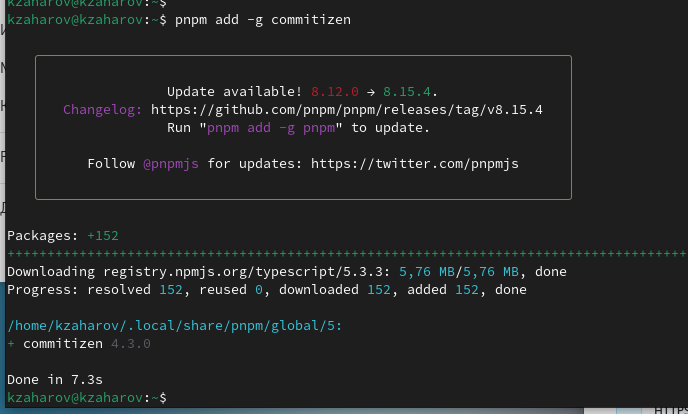 kzaharov@kzaharov:~$
kzaharov@kzaharov:~$ pnpm add -g commitizen
Update available! 8.12.0 → 8.15.4.
Changelog: https://github.com/pnpm/pnpm/releases/tag/v8.15.4
Run "pnpm add -g pnpm" to update.
Follow @pnpmjs for updates: https://twitter.com/pnpmjs
Packages: +152
++++++++++++++++++++++++++++++++++++++++++++++++++++++++++++++++++++++++++++++++++++
Downloading registry.npmjs.org/typescript/5.3.3: 5,76 MB/5,76 MB, done
Progress: resolved 152, reused 0, downloaded 152, added 152, done
/home/kzaharov/.local/share/pnpm/global/5:
+ commitizen 4.3.0
Done in 7.3s
kzaharov@kzaharov:~$